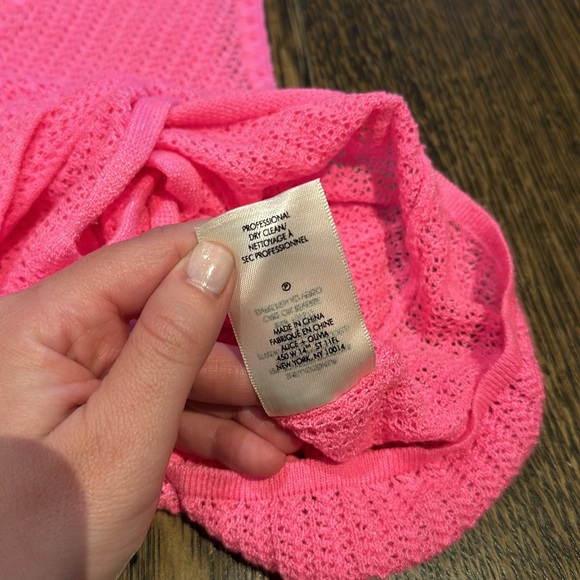 PROFESSIONAL
DRY CLEAN/
NETTOYAGE À
SEC PROFESSIONNEL
P
MADE IN CHINA
FABRIQUÉ EN CHINE
ALICE + OLIVIA
450 W 14TH ST 11FL
NEW YORK, NY 10014